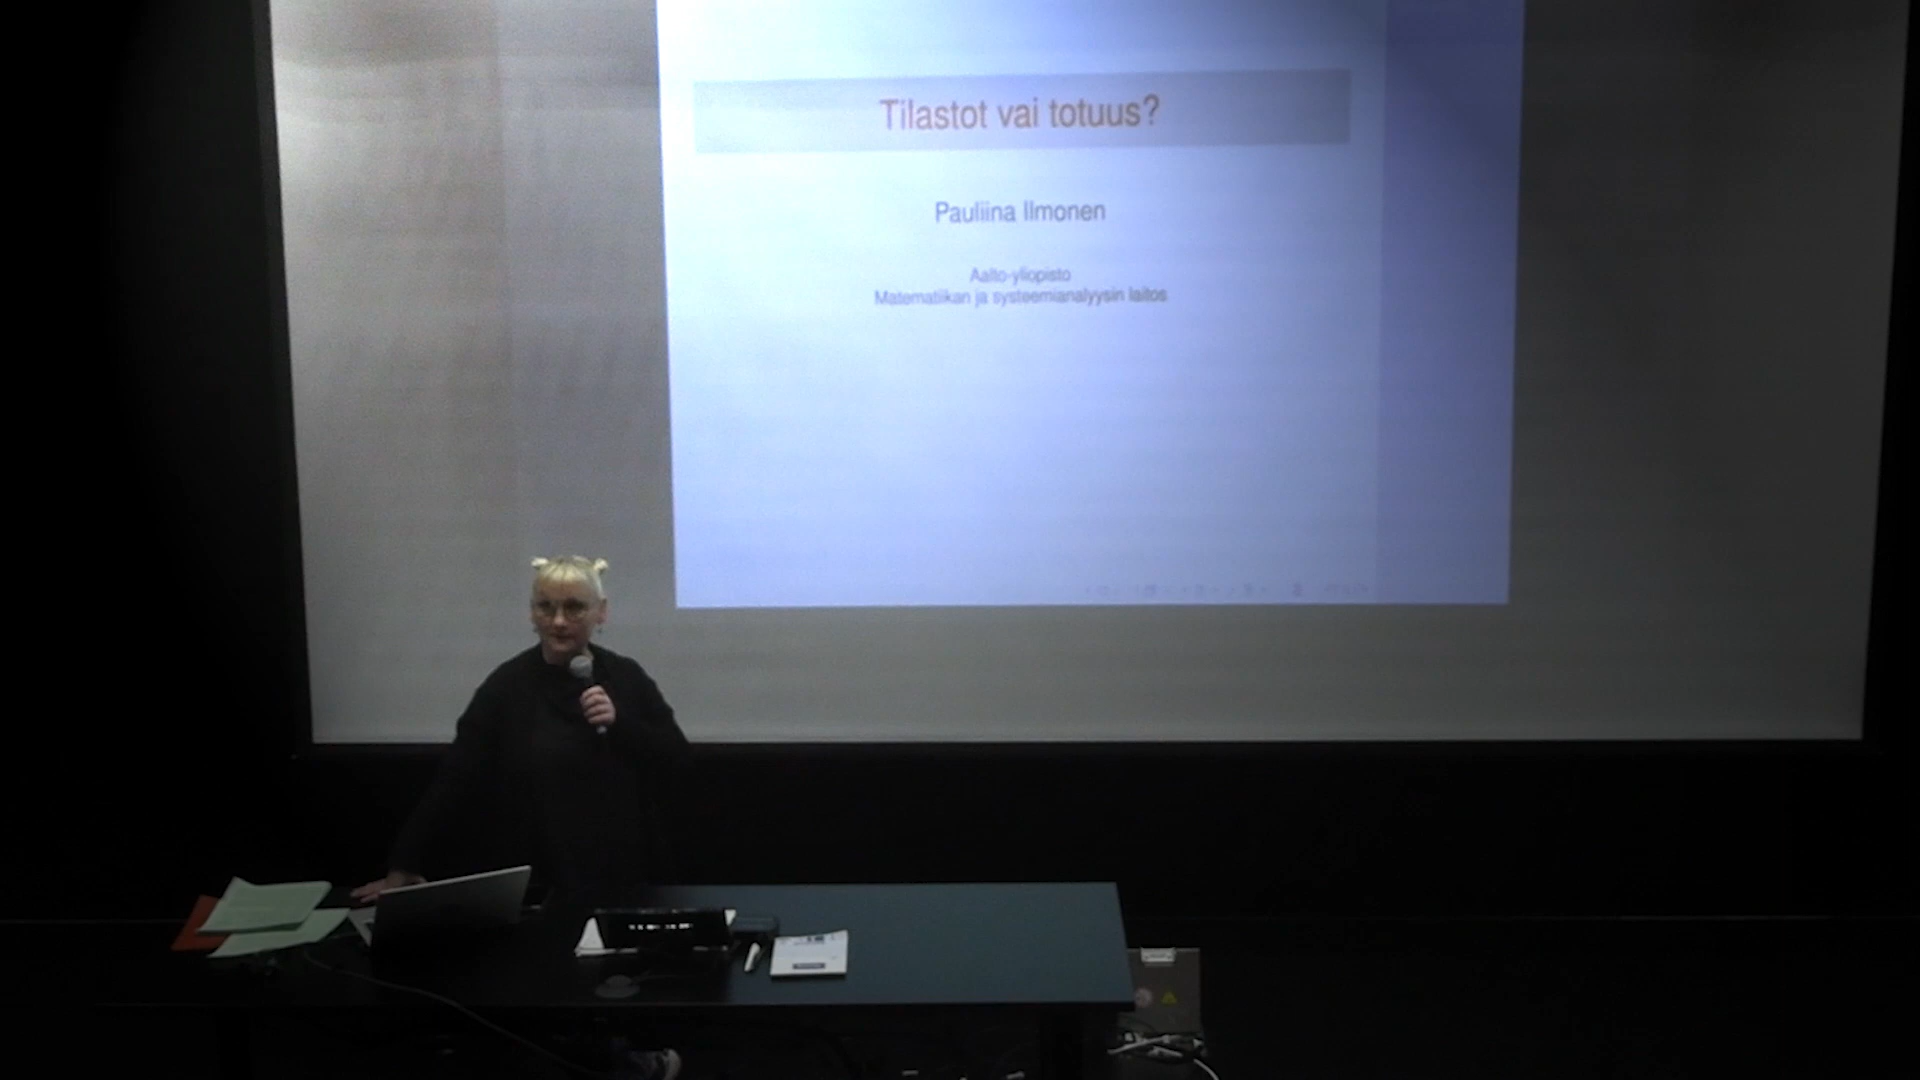 Tilastot vai totuus?
Pauliina Ilmonen
Aalto-yliopisto
Matematiikan ja systeemianalyysin laitos